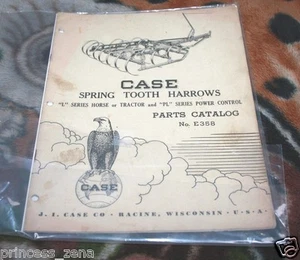 CASE
SPRING TOOTH HARROWS
"U" SERIES HORSE or TRACTOR and "PL" SERIES POWER CONTROL
PARTS CATALOG
No. E358
CASE
J. I. CASE CO - RACINE, WISCONSIN - U·S·A·
princess_zena